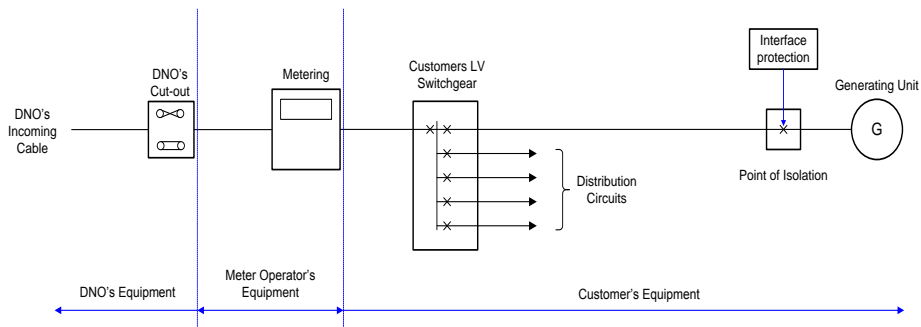 Interface
protection
Generating Unit
Customers LV
Switchgear
Metering
DNO's
Cut-out
DNO's
Incoming
Cable
G
Point of Isolation
Distribution
Circuits
DNO's Equipment
Meter Operator's
Equipment
Customer's Equipment